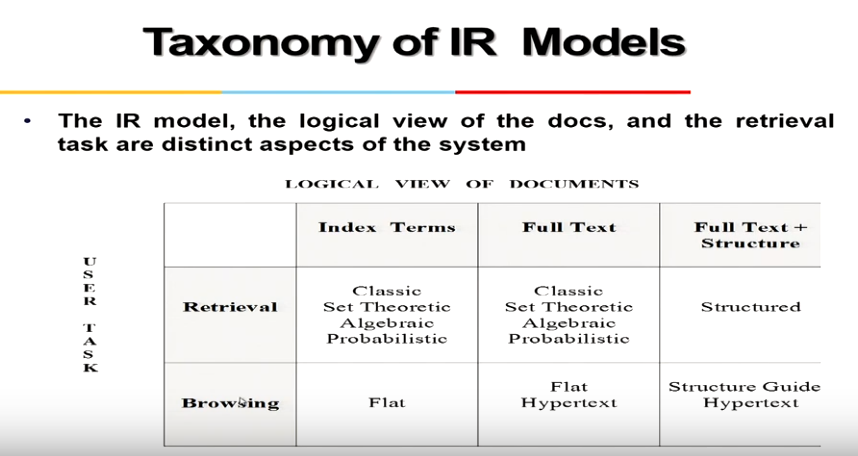 Taxonomy of IR Models
• The IR model, the logical view of the docs, and the retrieval
task are distinct aspects of the system
LOGICAL VIEW OF DOCUMENTS
USER TASK
Index Terms
Full Text
Full Text +
Structure
Retrieval
Classic
Set Theoretic
Algebraic
Probabilistic
Classic
Set Theoretic
Algebraic
Probabilistic
Structured
Browsing
Flat
Flat
Hypertext
Structure Guide
Hypertext